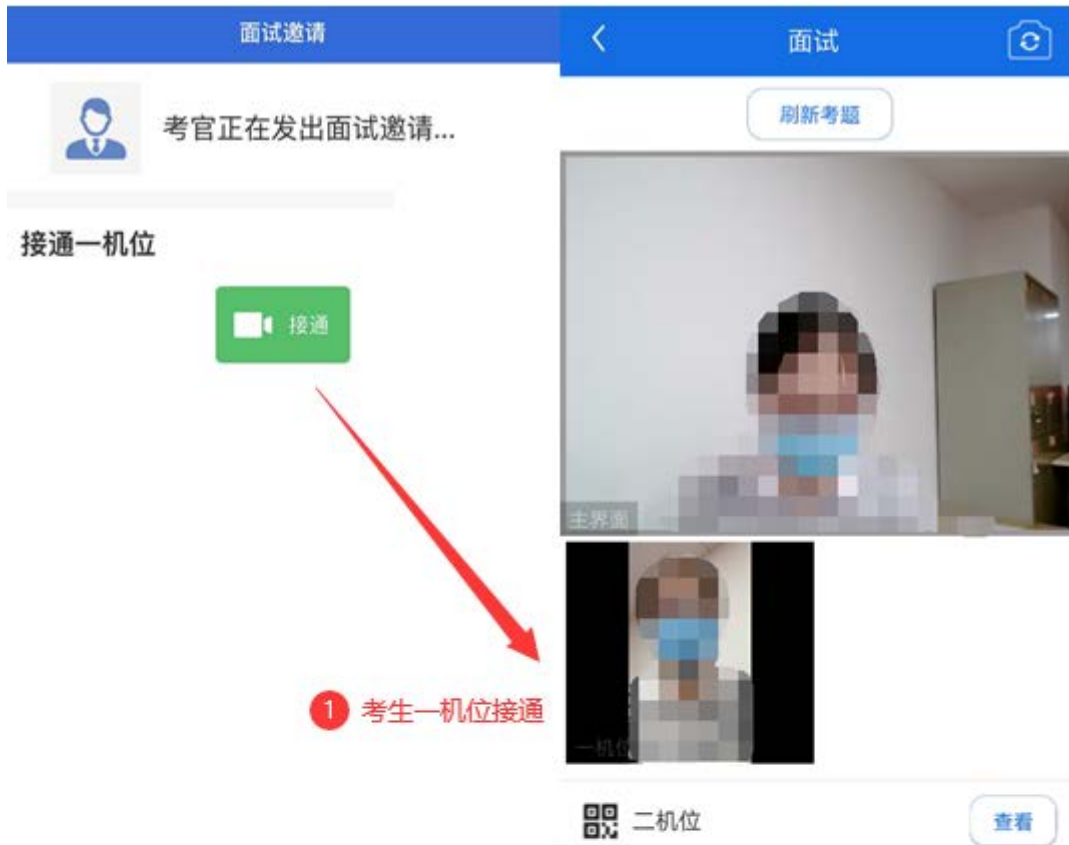 面试邀请
考官正在发出面试邀请...
接通一机位
接通
1 考生一机位接通
面试
刷新考题
主界面
一机位
二机位
查看